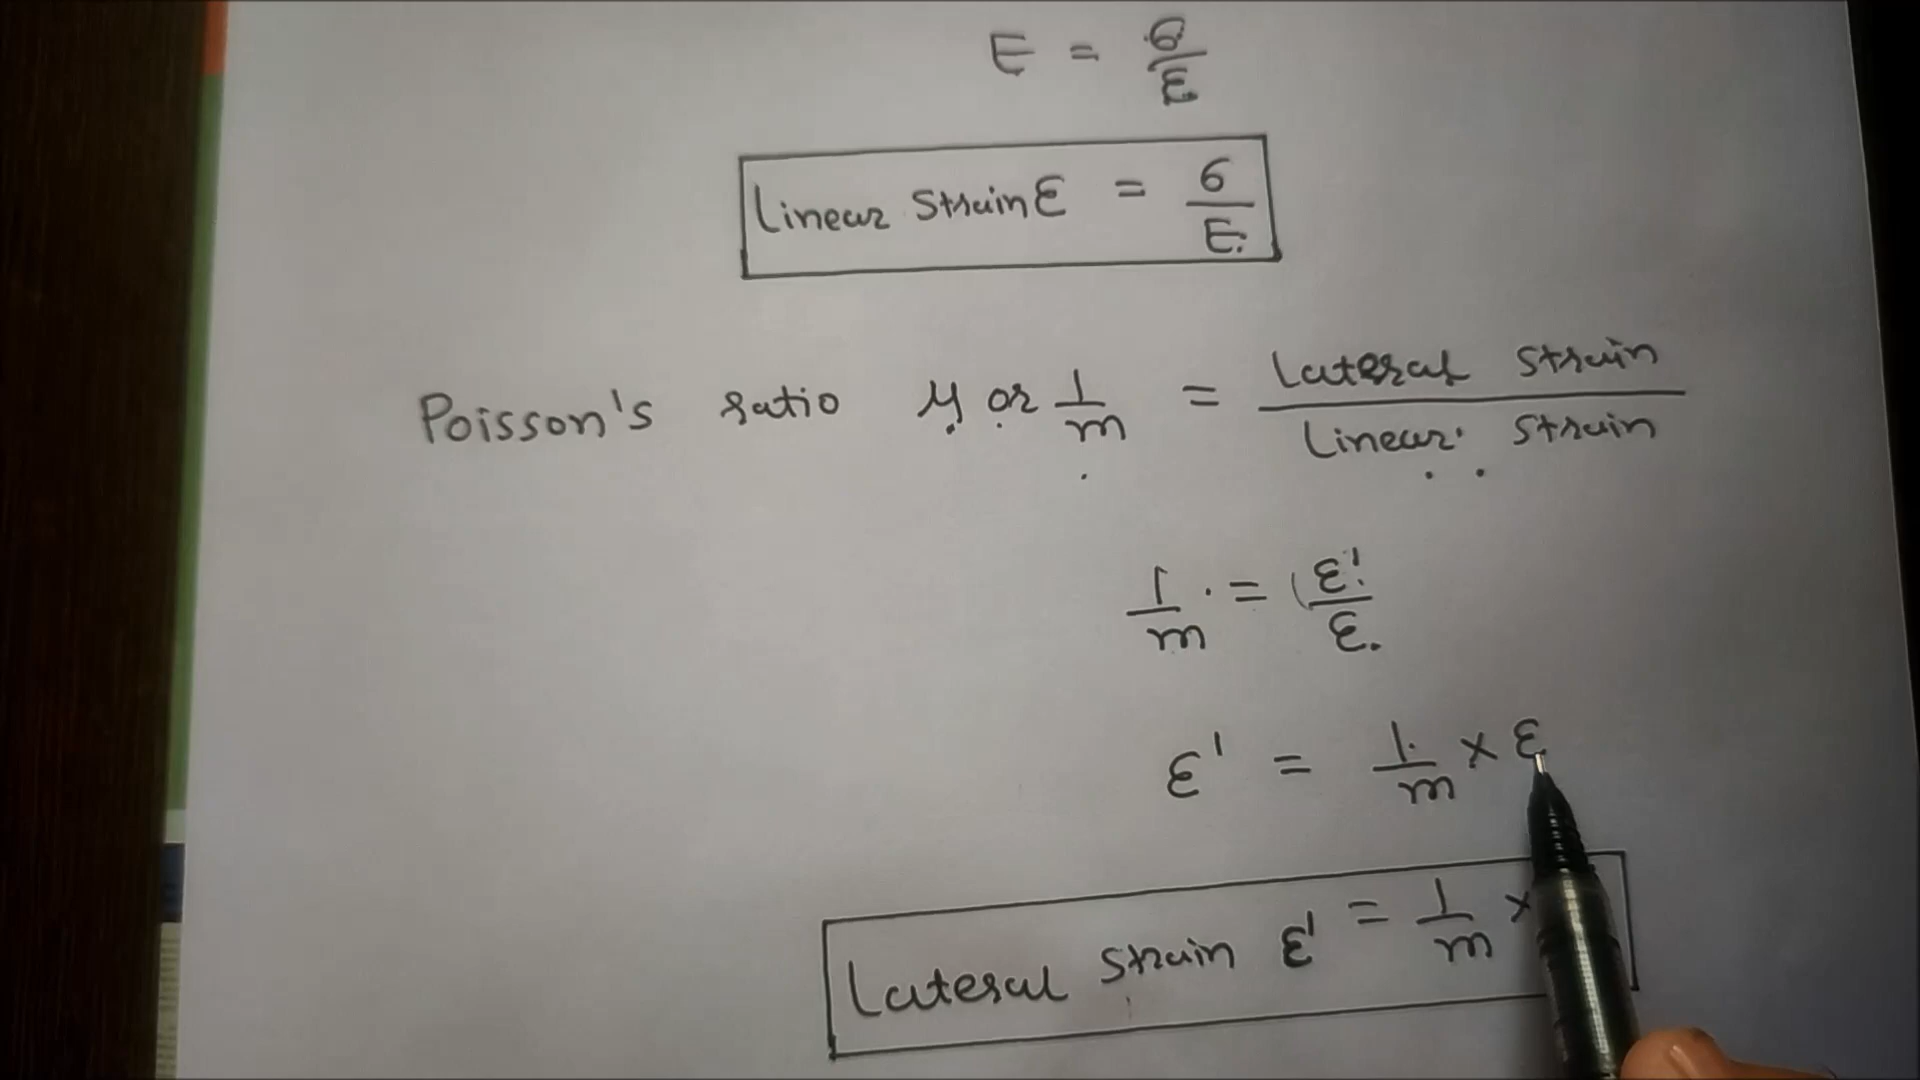 E = σ/ε
Linear Strain ε = σ/E
Poisson's ratio μ or 1/m = Lateral strain / Linear strain
1/m = ε'/ε
ε' = 1/m × ε
Lateral strain ε' = 1/m ×